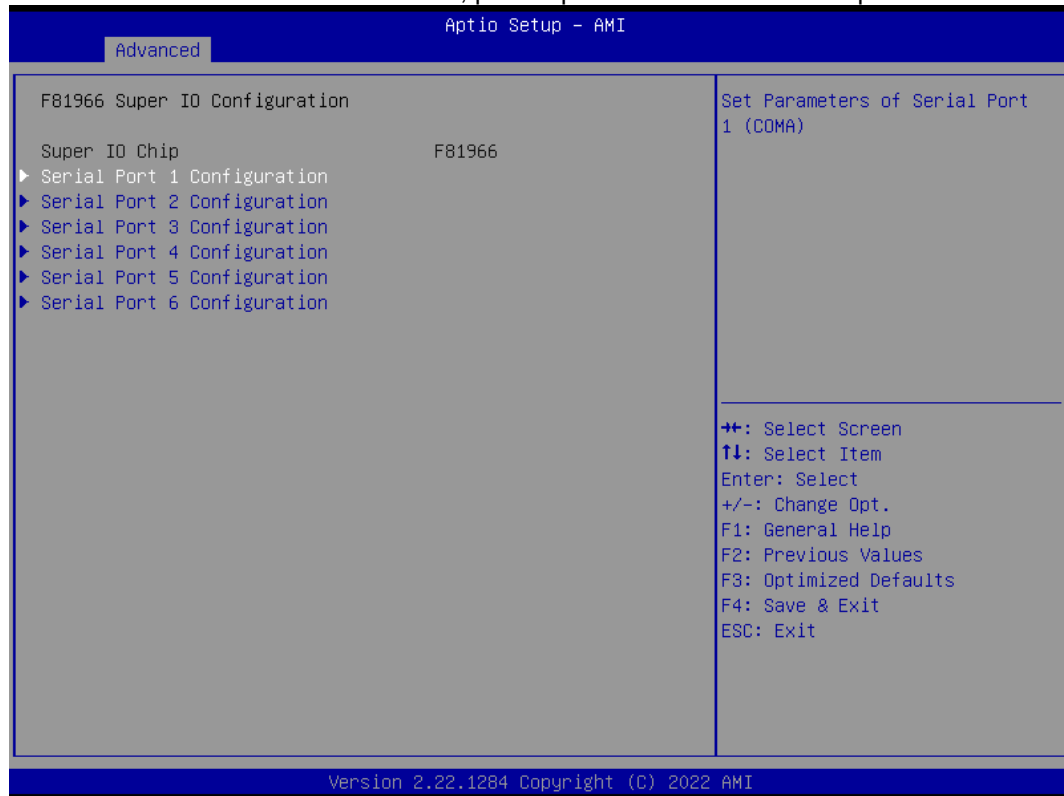 Aptio Setup – AMI
Advanced
F81966 Super IO Configuration
Super IO Chip F81966
▶ Serial Port 1 Configuration
▶ Serial Port 2 Configuration
▶ Serial Port 3 Configuration
▶ Serial Port 4 Configuration
▶ Serial Port 5 Configuration
▶ Serial Port 6 Configuration
Set Parameters of Serial Port
1 (COMA)
→←: Select Screen
↑↓: Select Item
Enter: Select
+/-: Change Opt.
F1: General Help
F2: Previous Values
F3: Optimized Defaults
F4: Save & Exit
ESC: Exit
Version 2.22.1284 Copyright (C) 2022 AMI